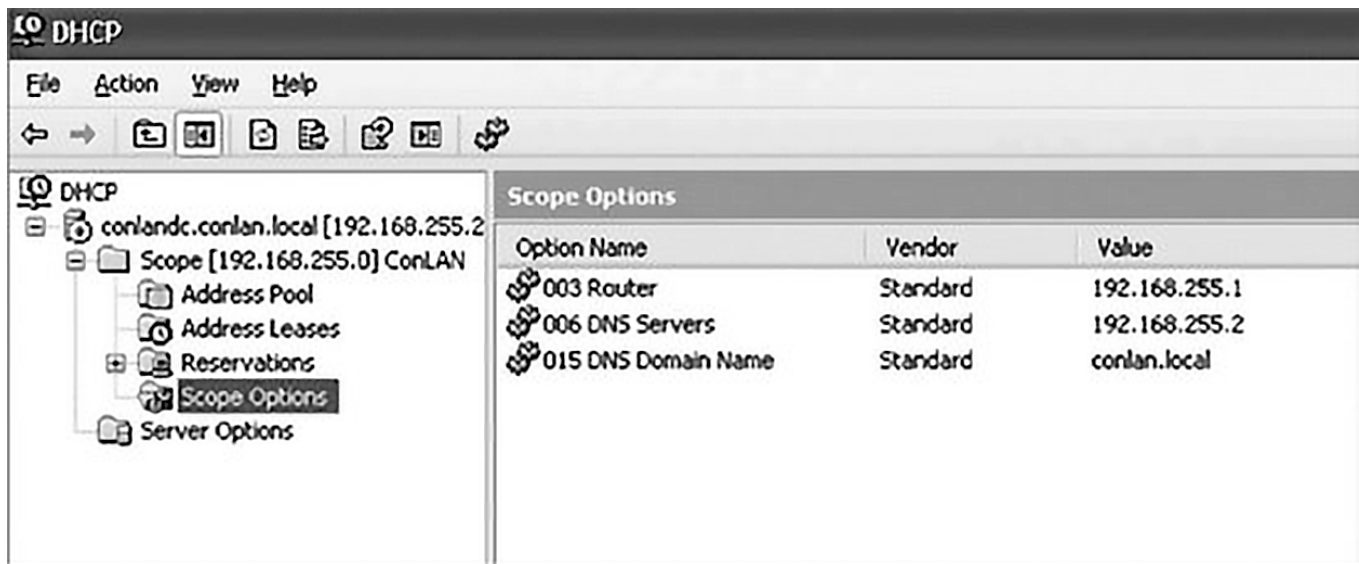 DHCP
File Action View Help
DHCP
conlandc.conlan.local [192.168.255.2
Scope [192.168.255.0] ConLAN
Address Pool
Address Leases
Reservations
Scope Options
Server Options
Scope Options
Option Name Vendor Value
003 Router Standard 192.168.255.1
006 DNS Servers Standard 192.168.255.2
015 DNS Domain Name Standard conlan.local